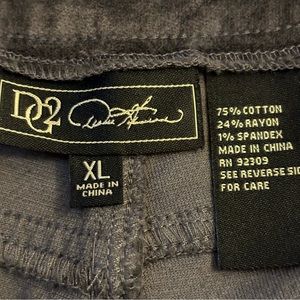 DG2
XL
MADE IN
CHINA
75% COTTON
24% RAYON
1% SPANDEX
MADE IN CHINA
RN 92309
SEE REVERSE SID
FOR CARE